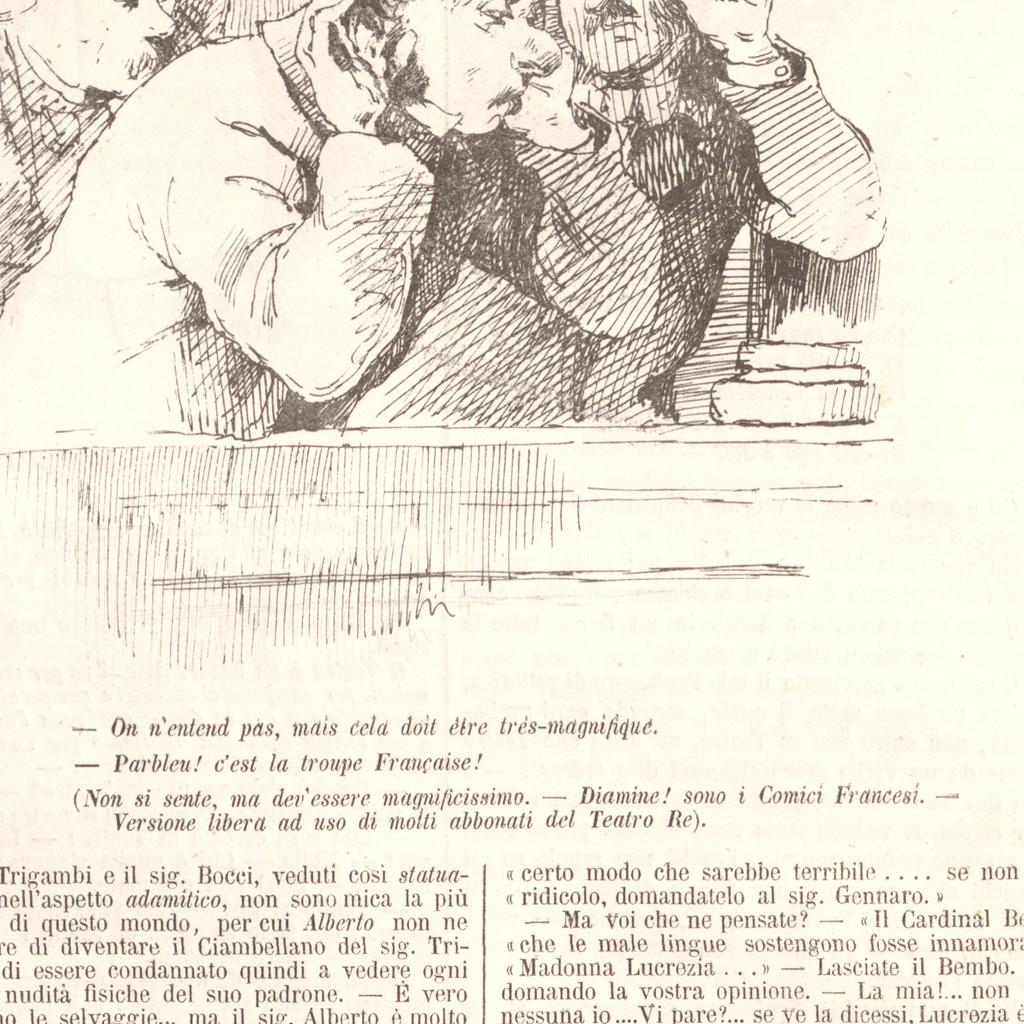 — On n'entend pas, mais cela doit être trés-magnifique.
— Parbleu! c'est la troupe Française!
(Non si sente, ma dev'essere magnificissimo. — Diamine! sono i Comici Francesi. —
Versione libera ad uso di molti abbonati del Teatro Re).
Trigambi e il sig. Bocci, veduti così statua-
nell'aspetto adamitico, non sono mica la più
di questo mondo, per cui Alberto non ne
re di diventare il Ciambellano del sig. Tri-
di essere condannato quindi a vedere ogni
nudità fisiche del suo padrone. — È vero
no le selvaggie... ma il sig. Alberto è molto
« certo modo che sarebbe terribile .... se non
« ridicolo, domandatelo al sig. Gennaro. »
— Ma voi che ne pensate? — « Il Cardinal Be
« che le male lingue sostengono fosse innamora
« Madonna Lucrezia ...» — Lasciate il Bembo.
domando la vostra opinione. — La mia!... non
nessuna io ....Vi pare?... se ve la dicessi, Lucrezia è